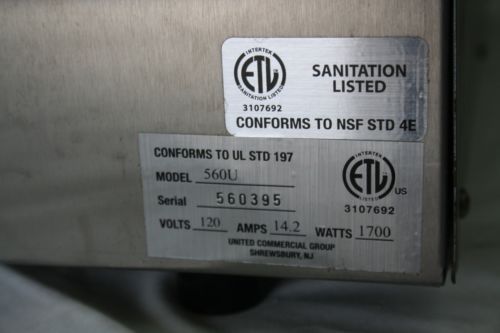 INTERTEK
ETL
SANITATION LISTED
3107692
SANITATION
LISTED
CONFORMS TO NSF STD 4E
CONFORMS TO UL STD 197
MODEL 560U
Serial 560395
VOLTS 120 AMPS 14.2 WATTS 1700
UNITED COMMERCIAL GROUP
SHREWSBURY, NJ
INTERTEK
ETL
LISTED
US
3107692